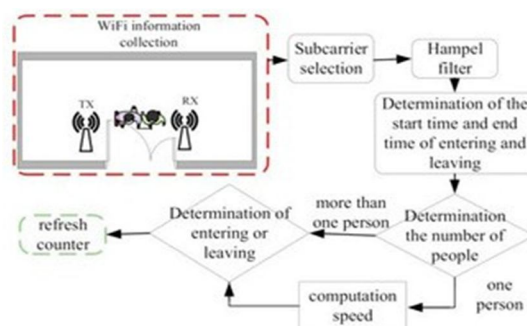 WiFi information
collection
TX
RX
Subcarrier
selection
Hampel
filter
Determination of the
start time and end
time of entering and
leaving
Determination
the number of
people
more than
one person
one
person
computation
speed
Determination of
entering or
leaving
refresh
counter